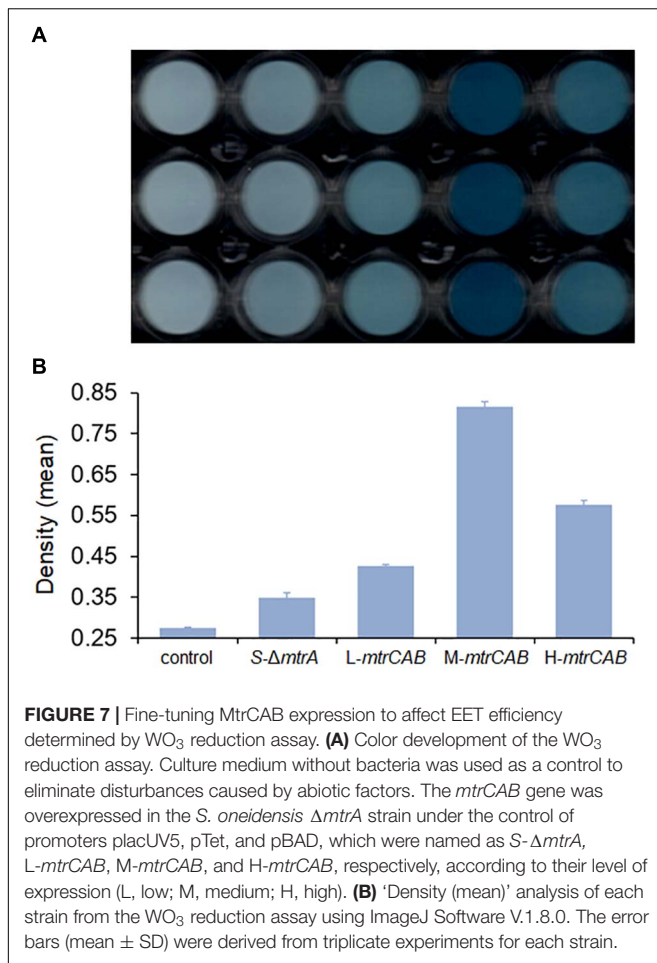 A
B
0.85
0.75
0.65
0.55
0.45
0.35
0.25
Density (mean)
control S-ΔmtrA L-mtrCAB M-mtrCAB H-mtrCAB
FIGURE 7 | Fine-tuning MtrCAB expression to affect EET efficiency
determined by WO₃ reduction assay. (A) Color development of the WO₃
reduction assay. Culture medium without bacteria was used as a control to
eliminate disturbances caused by abiotic factors. The mtrCAB gene was
overexpressed in the S. oneidensis ΔmtrA strain under the control of
promoters placUV5, pTet, and pBAD, which were named as S-ΔmtrA,
L-mtrCAB, M-mtrCAB, and H-mtrCAB, respectively, according to their level of
expression (L, low; M, medium; H, high). (B) ‘Density (mean)’ analysis of each
strain from the WO₃ reduction assay using ImageJ Software V.1.8.0. The error
bars (mean ± SD) were derived from triplicate experiments for each strain.